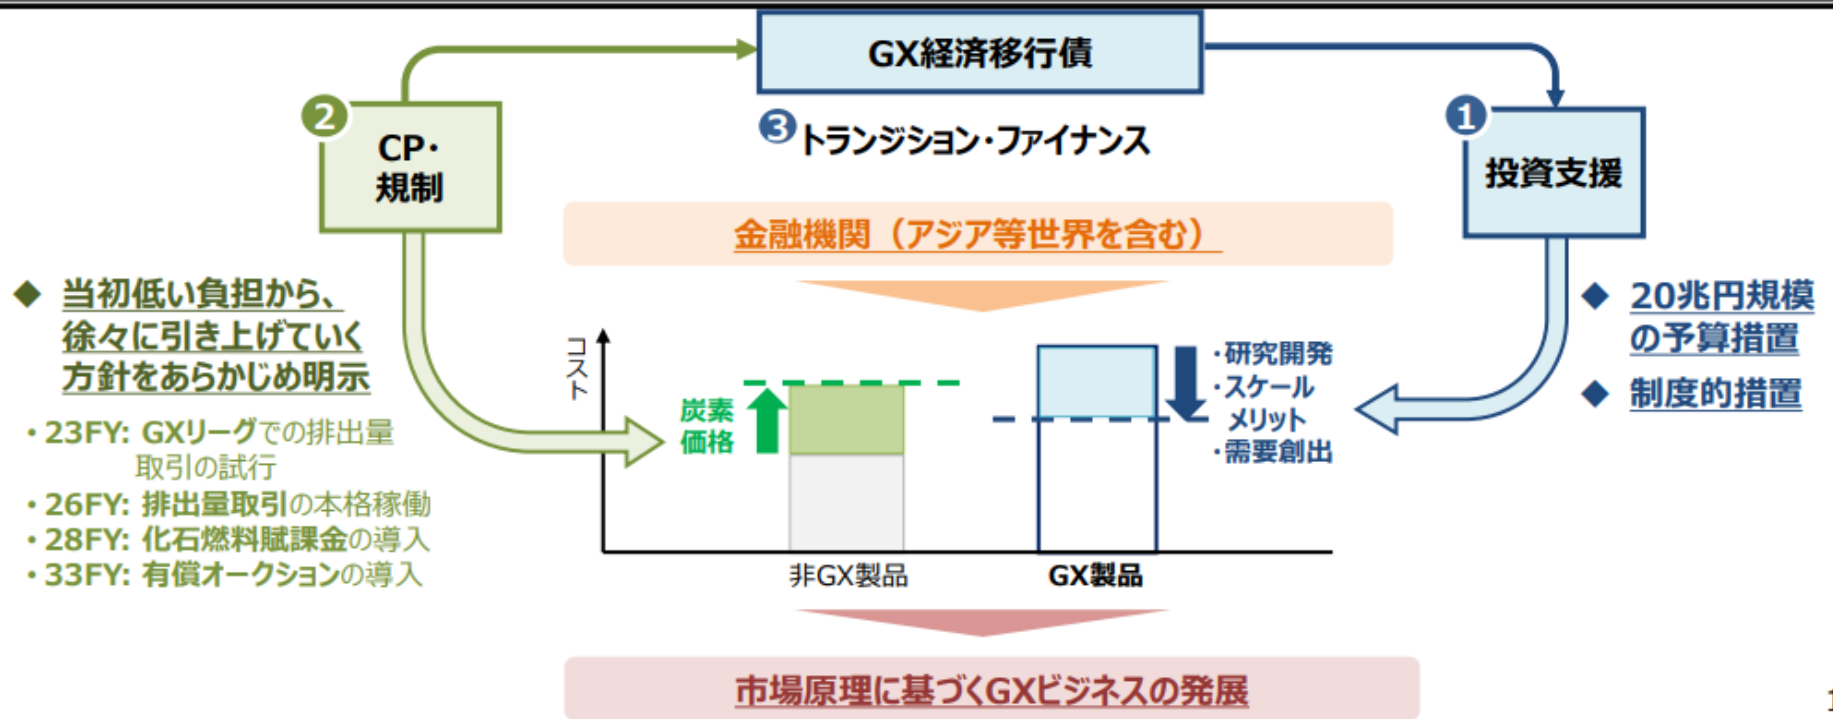 GX経済移行債
❷
CP・
規制
❸トランジション・ファイナンス
❶
投資支援
金融機関（アジア等世界を含む）
◆ 当初低い負担から、
徐々に引き上げていく
方針をあらかじめ明示
・23FY: GXリーグでの排出量
取引の試行
・26FY: 排出量取引の本格稼働
・28FY: 化石燃料賦課金の導入
・33FY: 有償オークションの導入
コスト
炭素
価格
非GX製品
GX製品
・研究開発
・スケール
メリット
・需要創出
◆ 20兆円規模
の予算措置
◆ 制度的措置
市場原理に基づくGXビジネスの発展